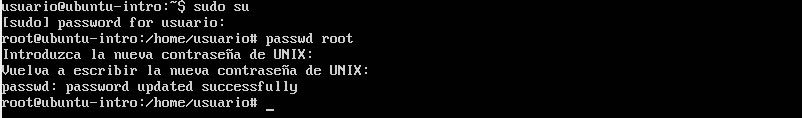 usuario@ubuntu-intro:~$ sudo su
[sudo] password for usuario:
root@ubuntu-intro:/home/usuario# passwd root
Introduzca la nueva contraseña de UNIX:
Vuelva a escribir la nueva contraseña de UNIX:
passwd: password updated successfully
root@ubuntu-intro:/home/usuario# _